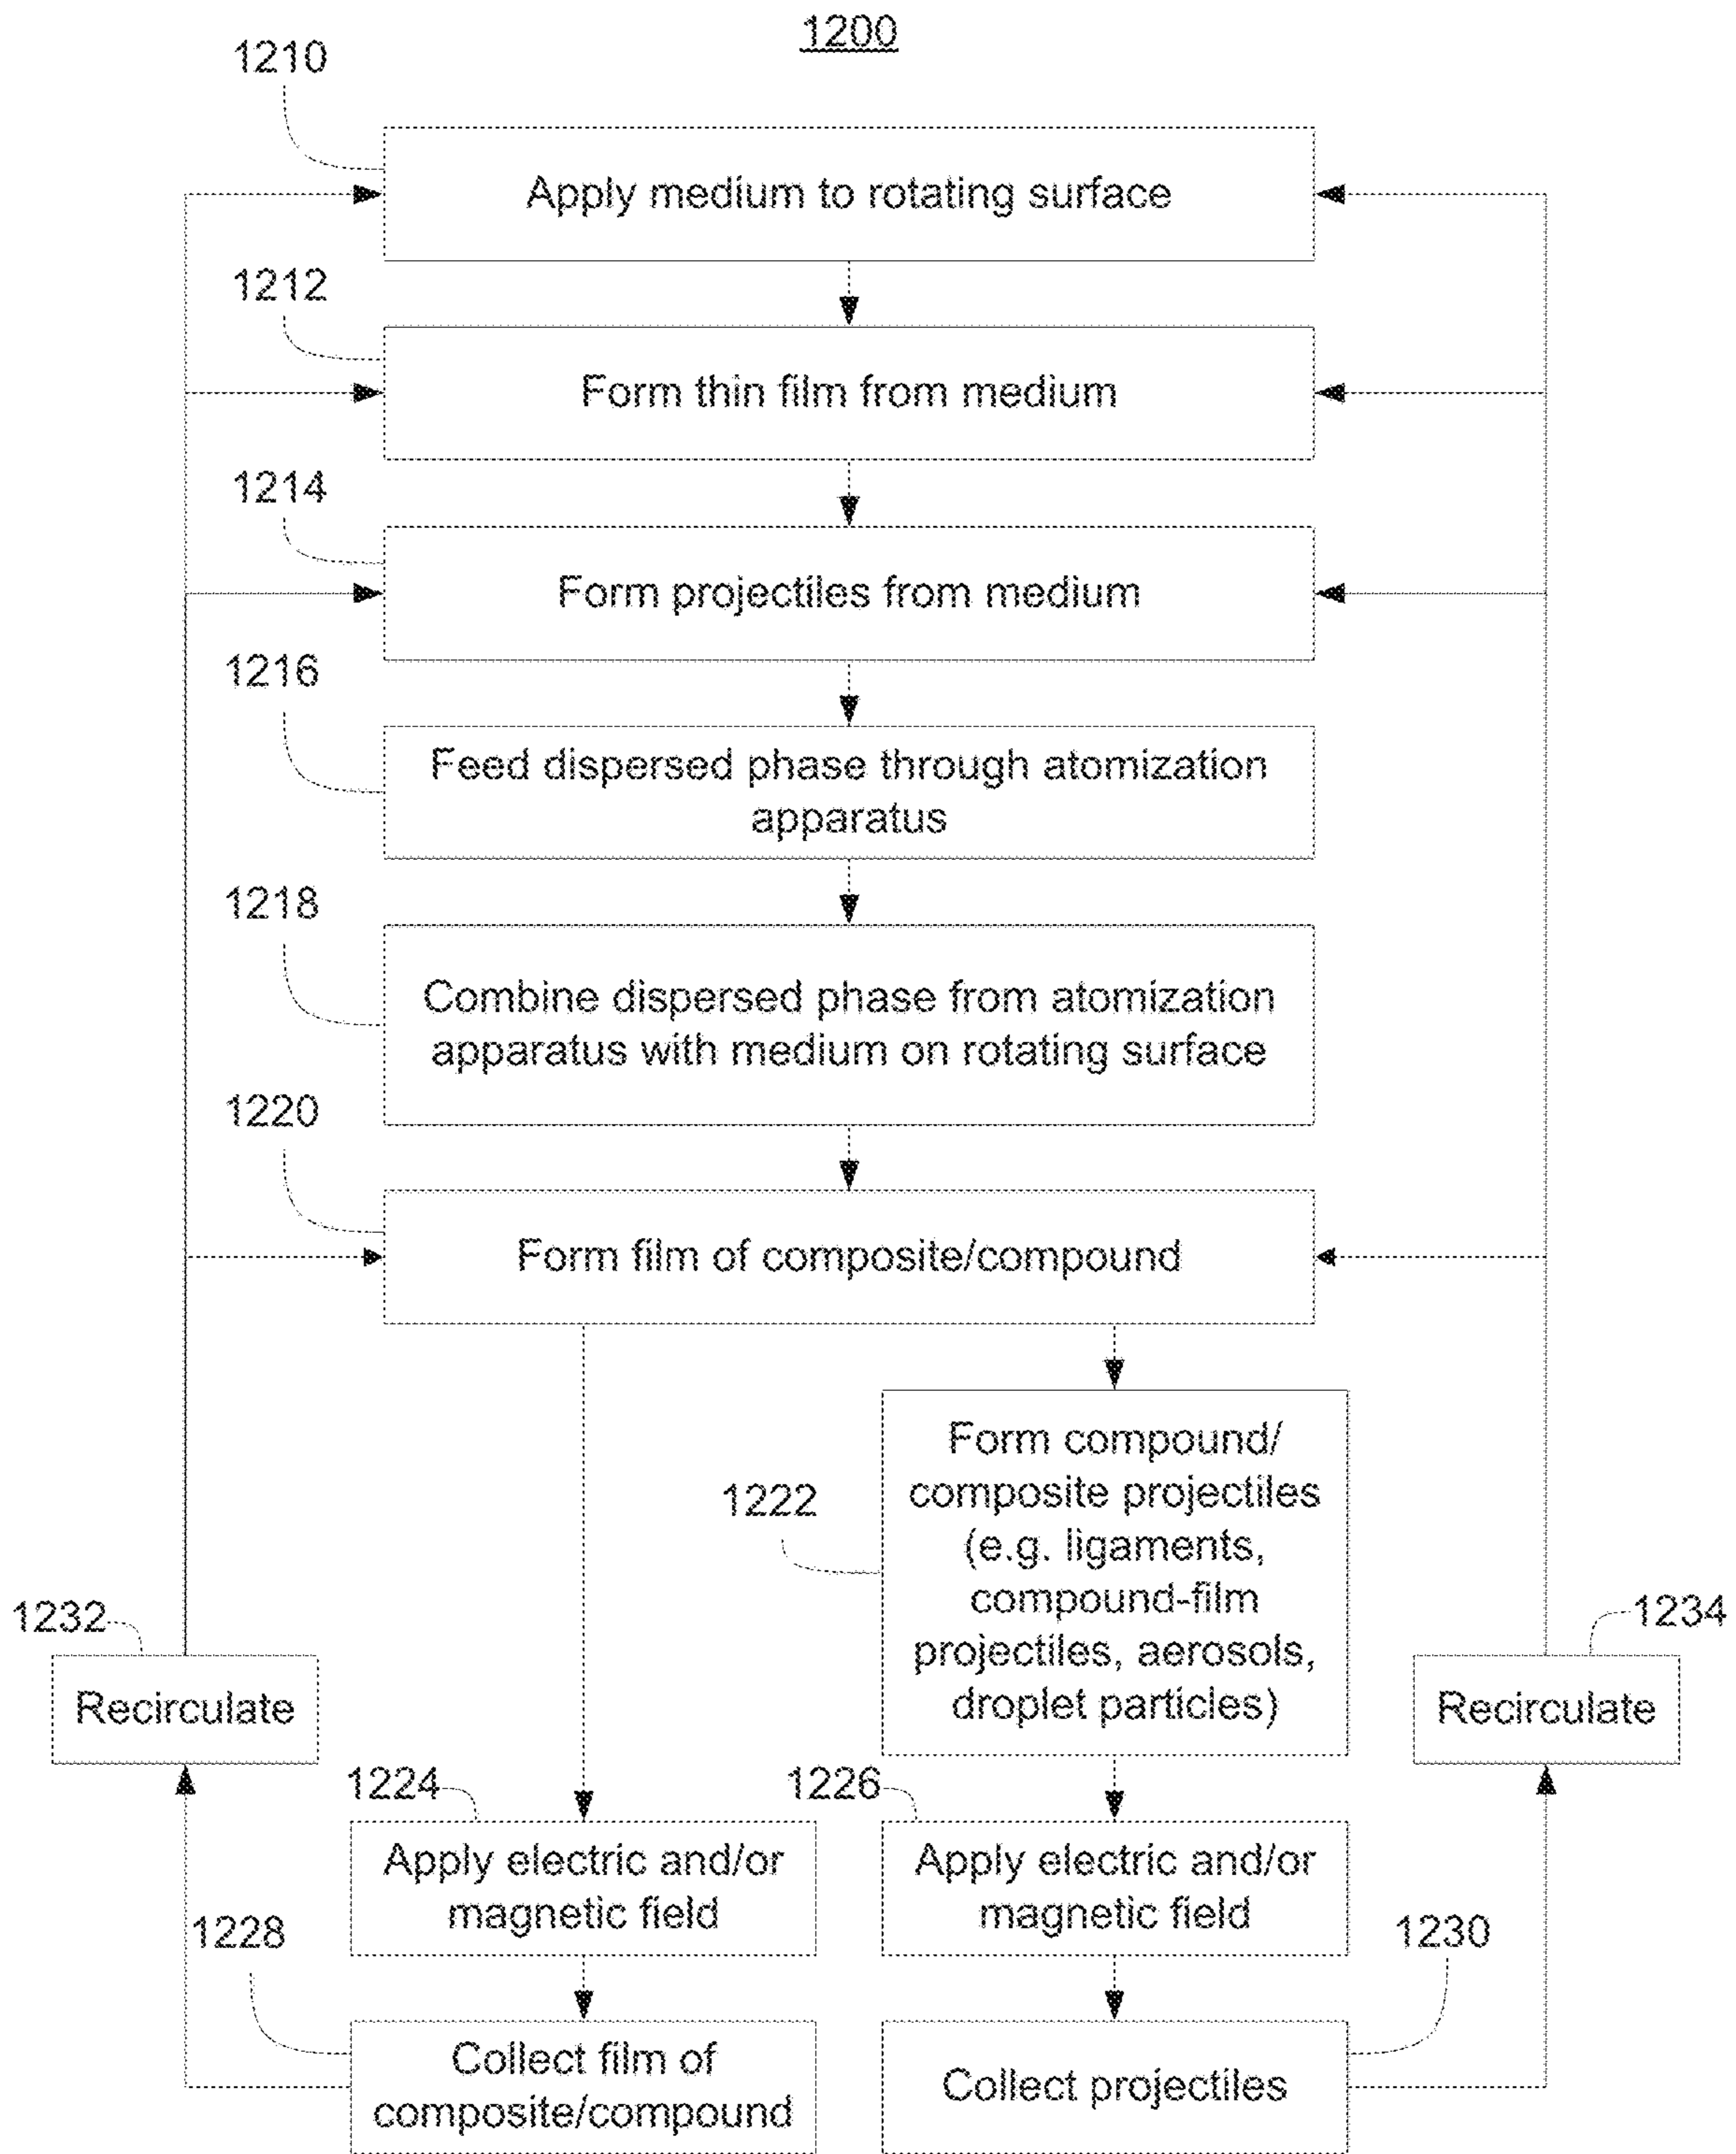 1200
1210
Apply medium to rotating surface
1212
Form thin film from medium
1214
Form projectiles from medium
1216
Feed dispersed phase through atomization
apparatus
1218
Combine dispersed phase from atomization
apparatus with medium on rotating surface
1220
Form film of composite/compound
1222
Form compound/
composite projectiles
(e.g. ligaments,
compound-film
projectiles, aerosols,
droplet particles)
1232
Recirculate
1234
Recirculate
1224
Apply electric and/or
magnetic field
1226
Apply electric and/or
magnetic field
1228
Collect film of
composite/compound
1230
Collect projectiles